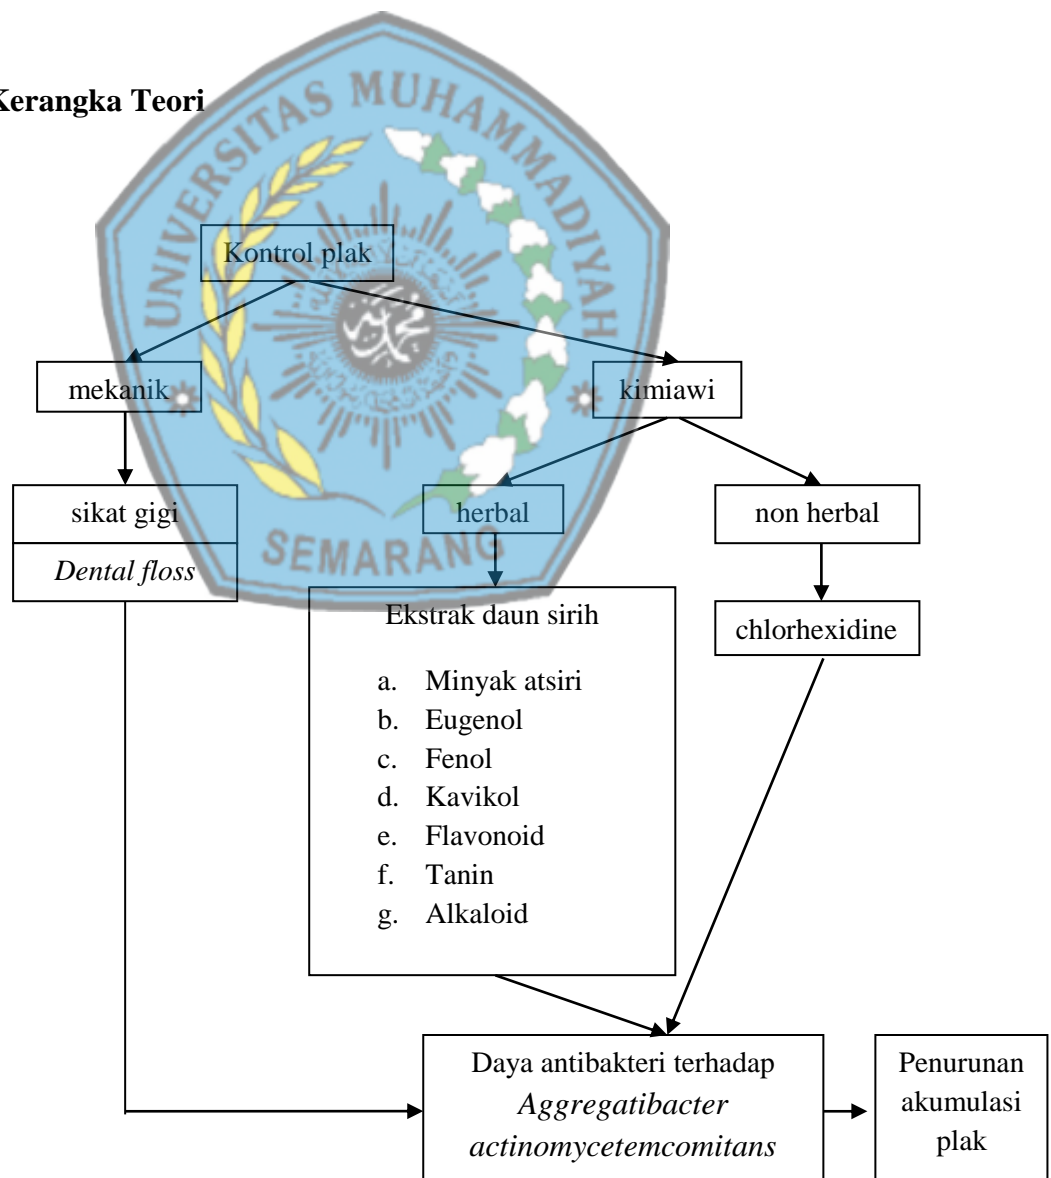 Kerangka Teori
UNIVERSITAS MUHAMMADIYAH
SEMARANG
Kontrol plak
mekanik
kimiawi
sikat gigi
Dental floss
herbal
non herbal
Ekstrak daun sirih
a. Minyak atsiri
b. Eugenol
c. Fenol
d. Kavikol
e. Flavonoid
f. Tanin
g. Alkaloid
chlorhexidine
Daya antibakteri terhadap
Aggregatibacter
actinomycetemcomitans
Penurunan
akumulasi
plak